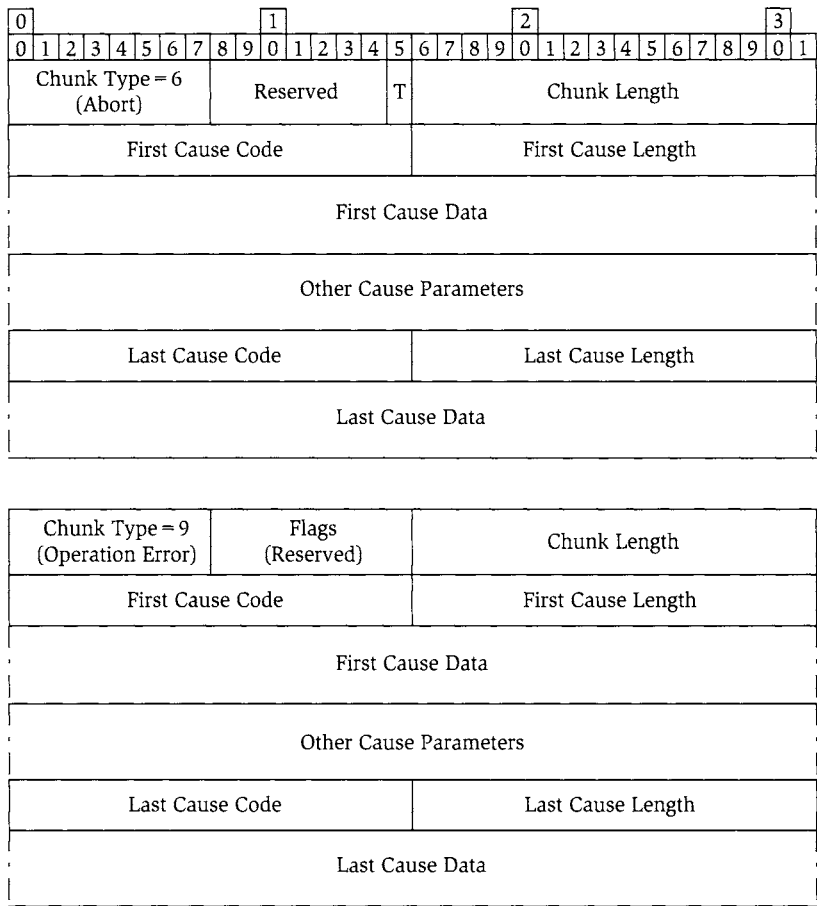 0 1 2 3
0 1 2 3 4 5 6 7 8 9 0 1 2 3 4 5 6 7 8 9 0 1 2 3 4 5 6 7 8 9 0 1
Chunk Type = 6
(Abort)
Reserved
T
Chunk Length
First Cause Code
First Cause Length
First Cause Data
Other Cause Parameters
Last Cause Code
Last Cause Length
Last Cause Data
Chunk Type = 9
(Operation Error)
Flags
(Reserved)
Chunk Length
First Cause Code
First Cause Length
First Cause Data
Other Cause Parameters
Last Cause Code
Last Cause Length
Last Cause Data